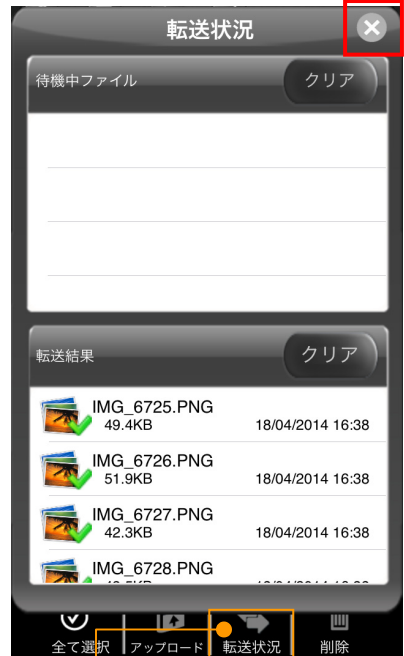 転送状況
待機中ファイル
クリア
転送結果
クリア
IMG_6725.PNG
49.4KB 18/04/2014 16:38
IMG_6726.PNG
51.9KB 18/04/2014 16:38
IMG_6727.PNG
42.3KB 18/04/2014 16:38
IMG_6728.PNG
全て選択 アップロード 転送状況 削除